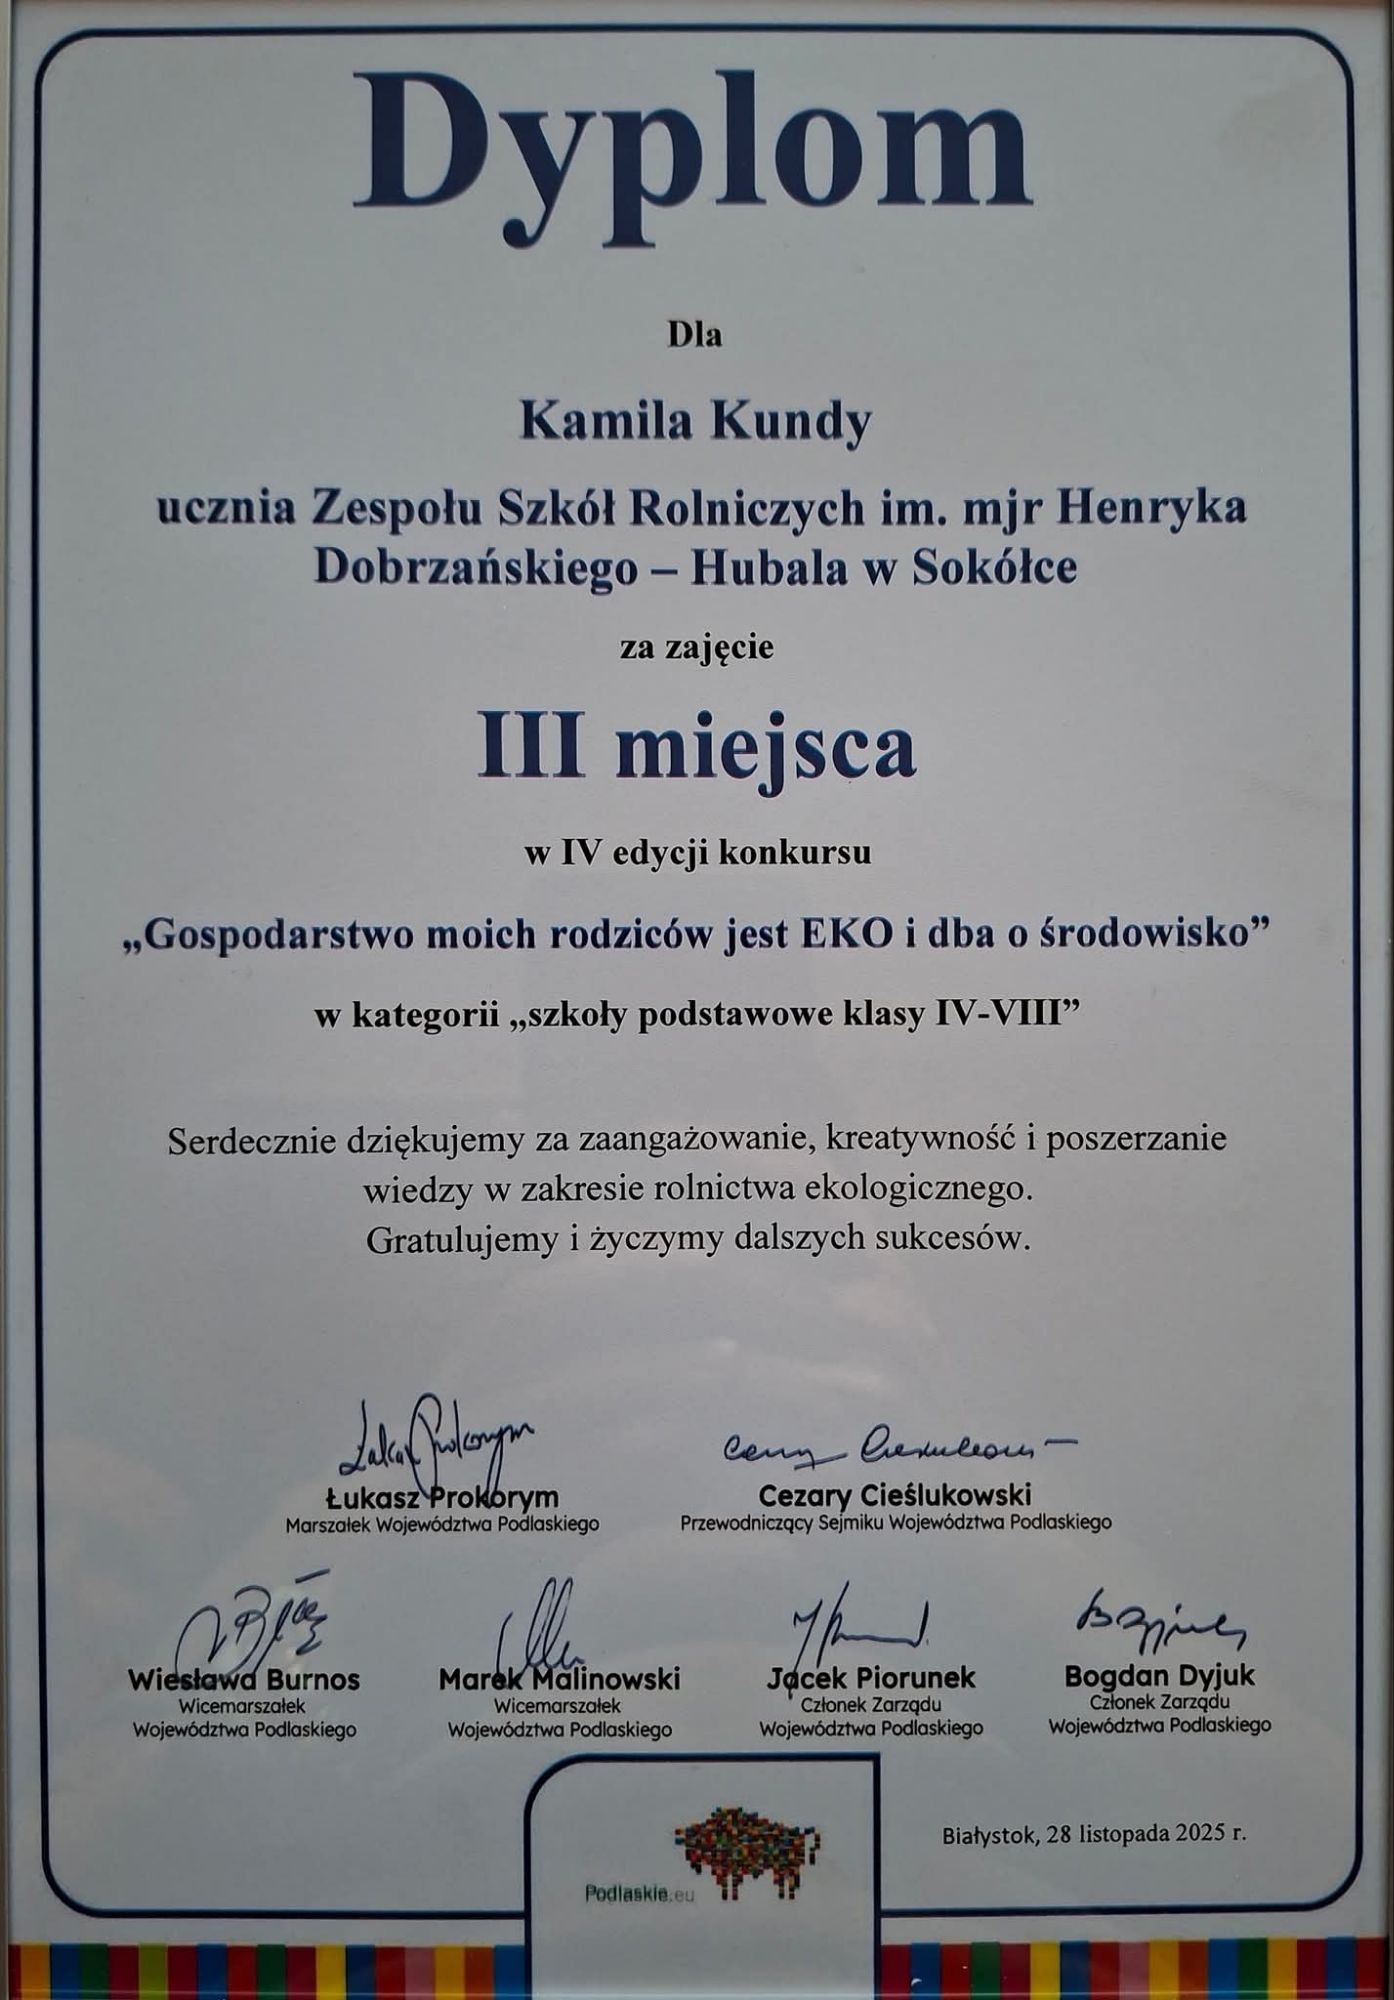 Dyplom
Dla
Kamila Kundy
ucznia Zespołu Szkół Rolniczych im. mjr Henryka
Dobrzańskiego – Hubala w Sokółce
za zajęcie
III miejsca
w IV edycji konkursu
„Gospodarstwo moich rodziców jest EKO i dba o środowisko”
w kategorii „szkoły podstawowe klasy IV-VIII”
Serdecznie dziękujemy za zaangażowanie, kreatywność i poszerzanie
wiedzy w zakresie rolnictwa ekologicznego.
Gratulujemy i życzymy dalszych sukcesów.
Łukasz Prokorym
Marszałek Województwa Podlaskiego
Cezary Cieślukowski
Przewodniczący Sejmiku Województwa Podlaskiego
Wiesława Burnos
Wicemarszałek
Województwa Podlaskiego
Marek Malinowski
Wicemarszałek
Województwa Podlaskiego
Jacek Piorunek
Członek Zarządu
Województwa Podlaskiego
Bogdan Dyjuk
Członek Zarządu
Województwa Podlaskiego
Białystok, 28 listopada 2025 r.
Podlaskie.eu